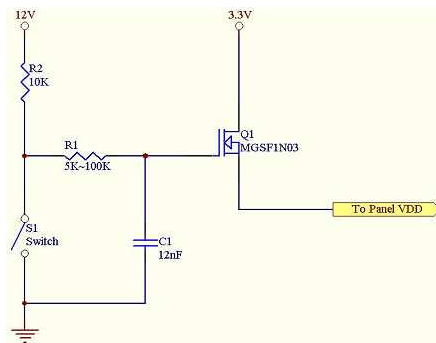 12V
3.3V
R2
10K
R1
5K~100K
Q1
MGSF1N03
To Panel VDD
S1
Switch
C1
12nF